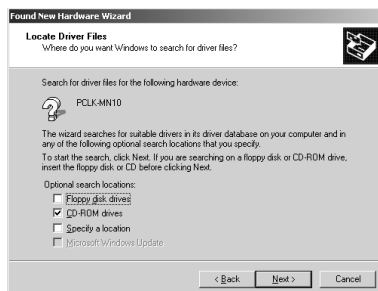 Found New Hardware Wizard
Locate Driver Files
Where do you want Windows to search for driver files?
Search for driver files for the following hardware device:
PCLK-MN10
The wizard searches for suitable drivers in its driver database on your computer and in
any of the following optional search locations that you specify.
To start the search, click Next. If you are searching on a floppy disk or CD-ROM drive,
insert the floppy disk or CD before clicking Next.
Optional search locations:
Floppy disk drives
CD-ROM drives
Specify a location
Microsoft Windows Update
< Back Next > Cancel